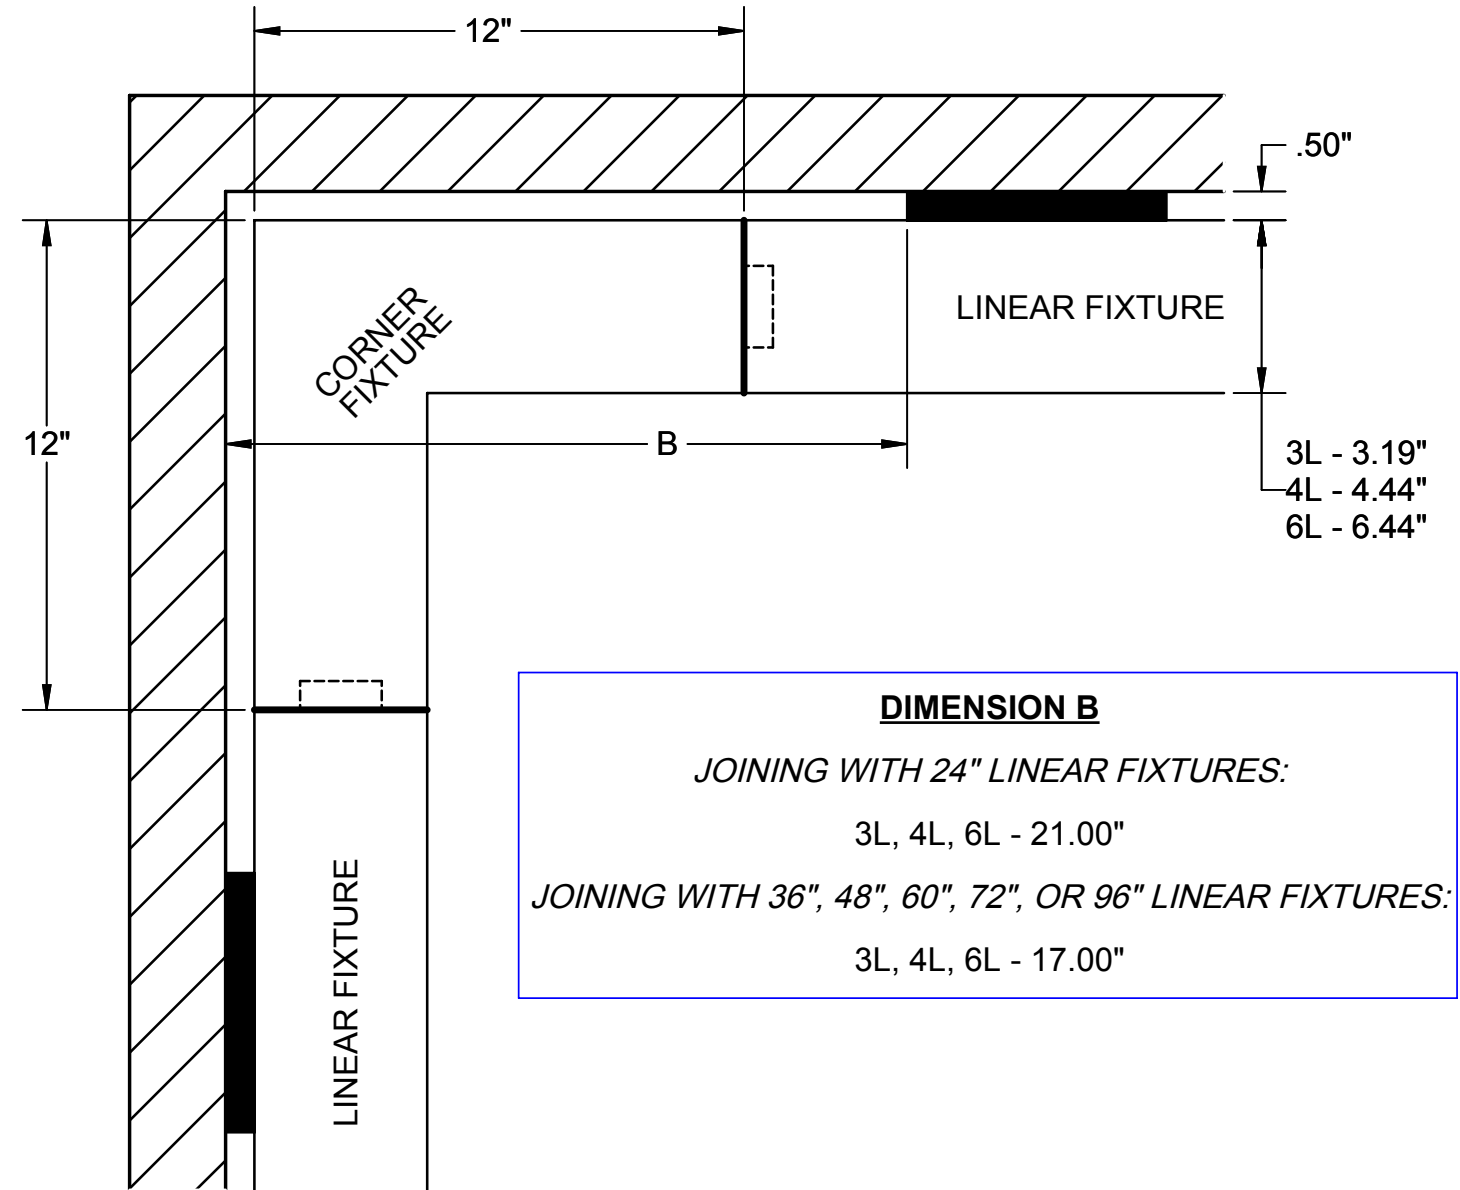 12"
.50"
CORNER
FIXTURE
LINEAR FIXTURE
12"
B
3L - 3.19"
4L - 4.44"
6L - 6.44"
DIMENSION B
JOINING WITH 24" LINEAR FIXTURES:
3L, 4L, 6L - 21.00"
JOINING WITH 36", 48", 60", 72", OR 96" LINEAR FIXTURES:
3L, 4L, 6L - 17.00"
LINEAR FIXTURE